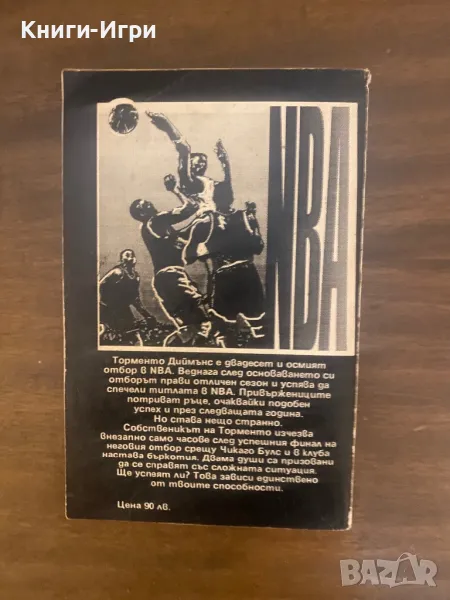 Книги-Игри
NBA
Торменто Диймънс е двадесет и осмият
отбор в NBA. Веднага след основаването си
отборът прави отличен сезон и успява да
спечели титлата в NBA. Привържениците
потриват ръце, очаквайки подобен
успех и през следващата година.
Но става нещо странно.
Собственикът на Торменто изчезва
внезапно само часове след успешния финал на
неговия отбор срещу Чикаго Булс и в клуба
настава бъркотия. Двама души са призовани
да се справят със сложната ситуация.
Ще успеят ли? Това зависи единствено
от твоите способности.
Цена 90 лв.
BAZAR